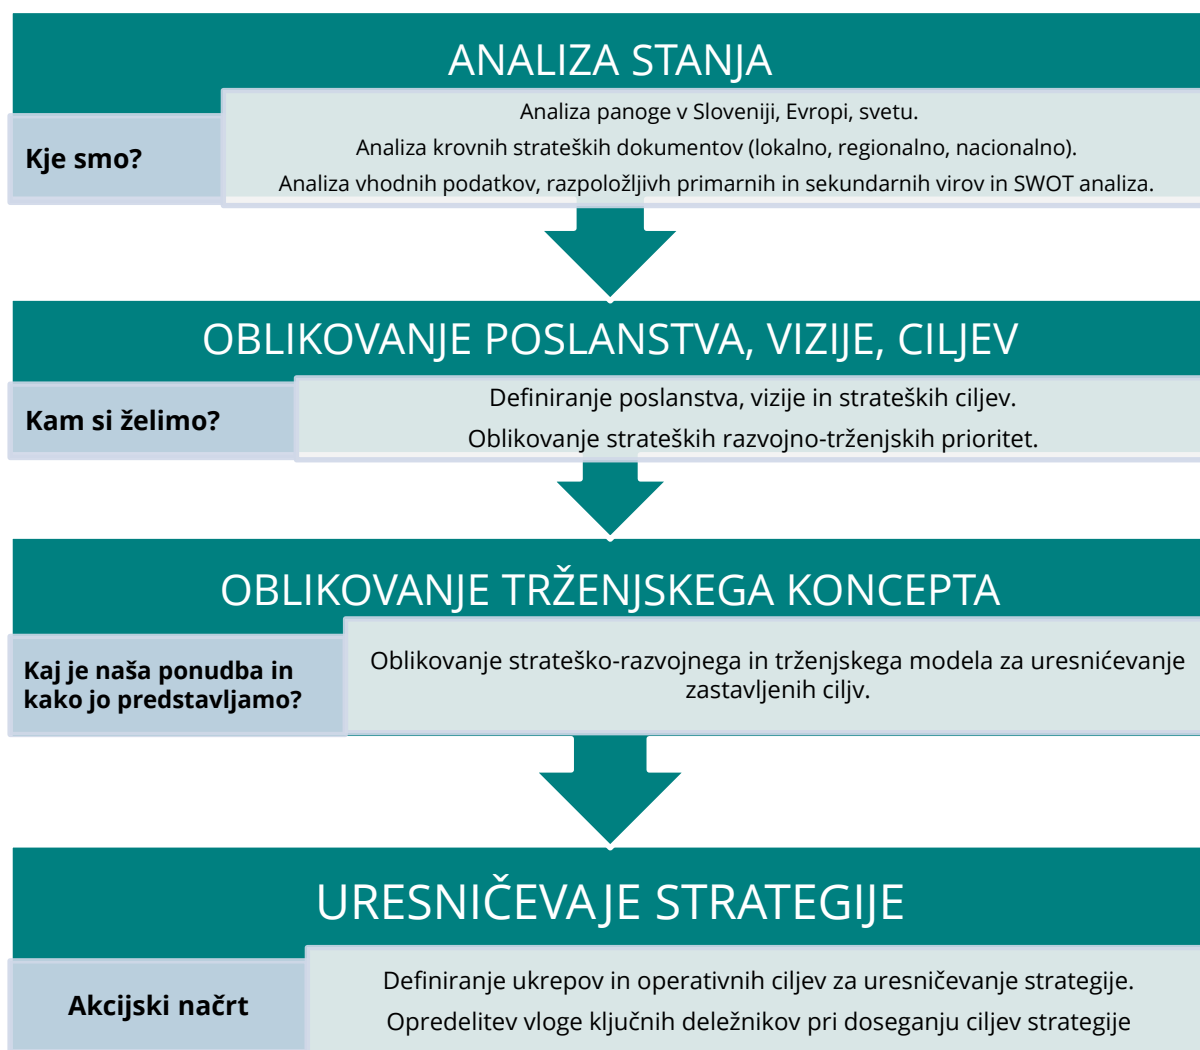 ANALIZA STANJA
Kje smo?
Analiza panoge v Sloveniji, Evropi, svetu.
Analiza krovnih strateških dokumentov (lokalno, regionalno, nacionalno).
Analiza vhodnih podatkov, razpoložljvih primarnih in sekundarnih virov in SWOT analiza.
OBLIKOVANJE POSLANSTVA, VIZIJE, CILJEV
Kam si želimo?
Definiranje poslanstva, vizije in strateških ciljev.
Oblikovanje strateških razvojno-trženjskih prioritet.
OBLIKOVANJE TRŽENJSKEGA KONCEPTA
Kaj je naša ponudba in
kako jo predstavljamo?
Oblikovanje strateško-razvojnega in trženjskega modela za uresnićevanje
zastavljenih ciljv.
URESNIČEVAJE STRATEGIJE
Akcijski načrt
Definiranje ukrepov in operativnih ciljev za uresničevanje strategije.
Opredelitev vloge ključnih deležnikov pri doseganju ciljev strategije